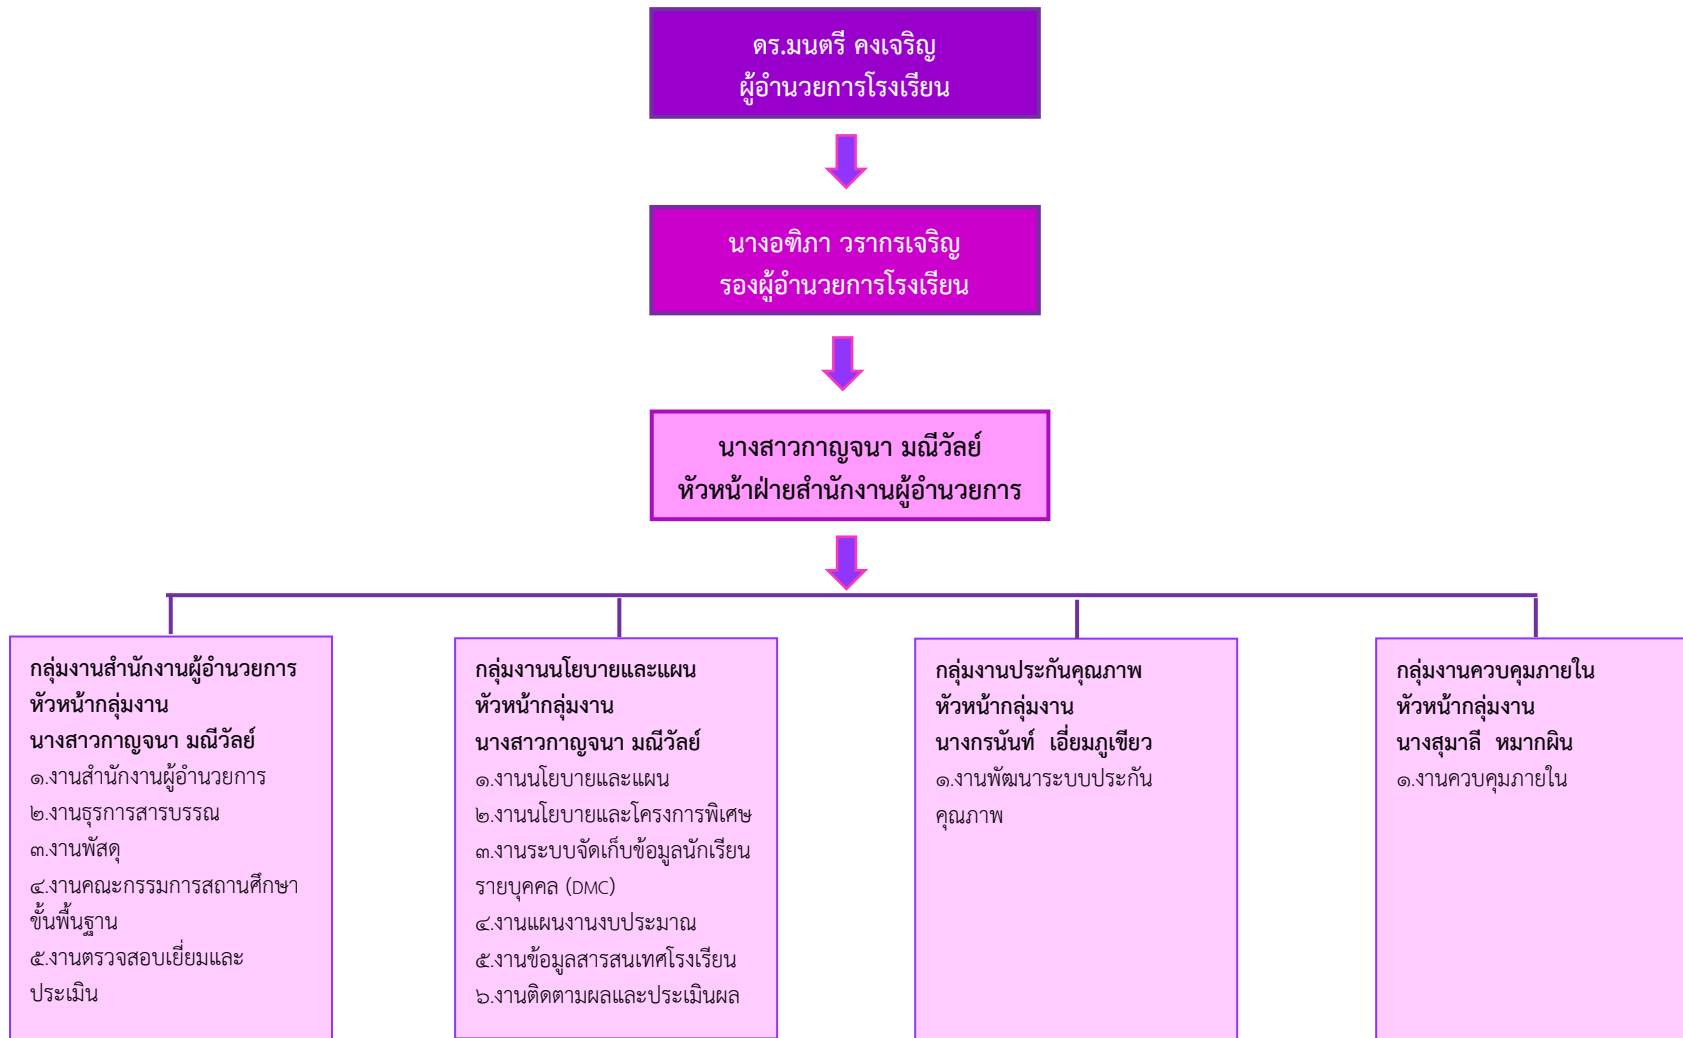 ดร.มนตรี คงเจริญ
ผู้อำนวยการโรงเรียน
นางอฑิภา วรากรเจริญ
รองผู้อำนวยการโรงเรียน
นางสาวกาญจนา มณีวัลย์
หัวหน้าฝ่ายสำนักงานผู้อำนวยการ
กลุ่มงานสำนักงานผู้อำนวยการ
หัวหน้ากลุ่มงาน
นางสาวกาญจนา มณีวัลย์
๑.งานสำนักงานผู้อำนวยการ
๒.งานธุรการสารบรรณ
๓.งานพัสดุ
๔.งานคณะกรรมการสถานศึกษา
ขั้นพื้นฐาน
๕.งานตรวจสอบเยี่ยมและ
ประเมิน
กลุ่มงานนโยบายและแผน
หัวหน้ากลุ่มงาน
นางสาวกาญจนา มณีวัลย์
๑.งานนโยบายและแผน
๒.งานนโยบายและโครงการพิเศษ
๓.งานระบบจัดเก็บข้อมูลนักเรียน
รายบุคคล (DMC)
๔.งานแผนงานงบประมาณ
๕.งานข้อมูลสารสนเทศโรงเรียน
๖.งานติดตามผลและประเมินผล
กลุ่มงานประกันคุณภาพ
หัวหน้ากลุ่มงาน
นางกรนันท์ เอี่ยมภูเขียว
๑.งานพัฒนาระบบประกัน
คุณภาพ
กลุ่มงานควบคุมภายใน
หัวหน้ากลุ่มงาน
นางสุมาลี หมากผิน
๑.งานควบคุมภายใน